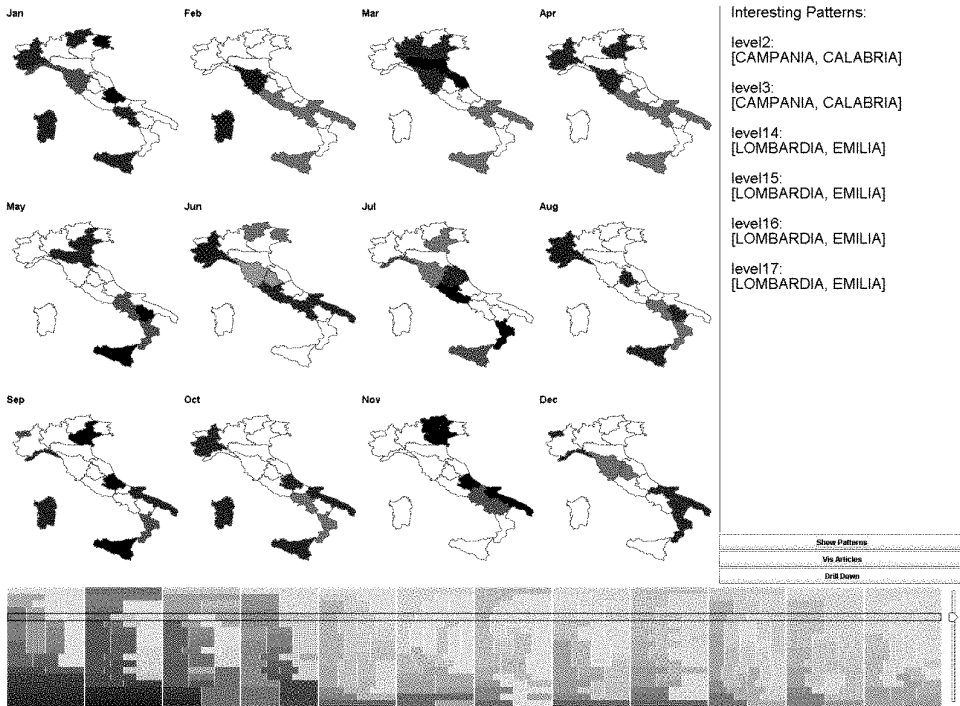 Jan
Feb
Mar
Apr
May
Jun
Jul
Aug
Sep
Oct
Nov
Dec
Interesting Patterns:
level2:
[CAMPANIA, CALABRIA]
level3:
[CAMPANIA, CALABRIA]
level14:
[LOMBARDIA, EMILIA]
level15:
[LOMBARDIA, EMILIA]
level16:
[LOMBARDIA, EMILIA]
level17:
[LOMBARDIA, EMILIA]
Show Patterns
Vis Articles
Drill Down